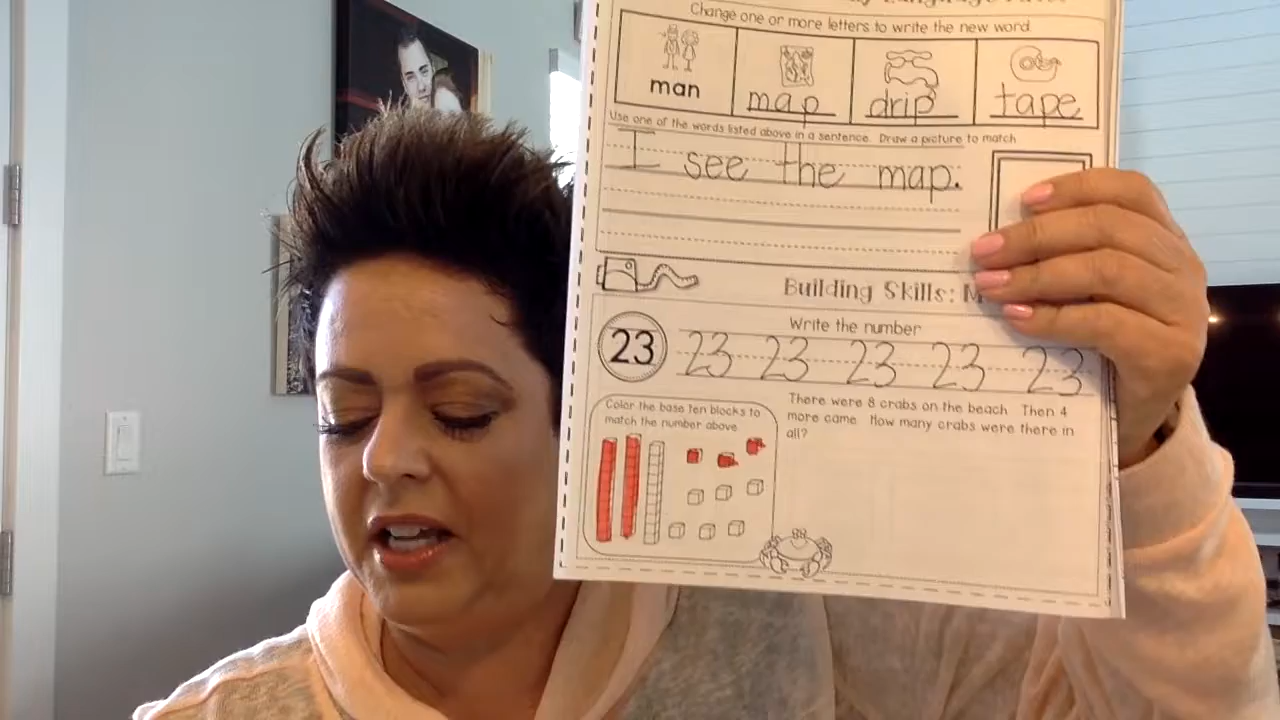 Change one or more letters to write the new word
man map drip tape
Use one of the words listed above in a sentence. Draw a picture to match
I see the map.
Building Skills: M
Write the number
23 23 23 23 23 23
Color the base ten blocks to
match the number above
There were 8 crabs on the beach Then 4
more came How many crabs were there in
all?